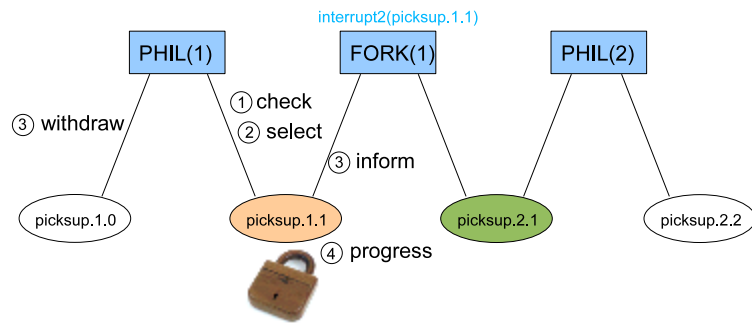 interrupt2(picksup.1.1)
PHIL(1)
FORK(1)
PHIL(2)
① check
③ withdraw
② select
③ inform
picksup.1.0
picksup.1.1
picksup.2.1
picksup.2.2
④ progress